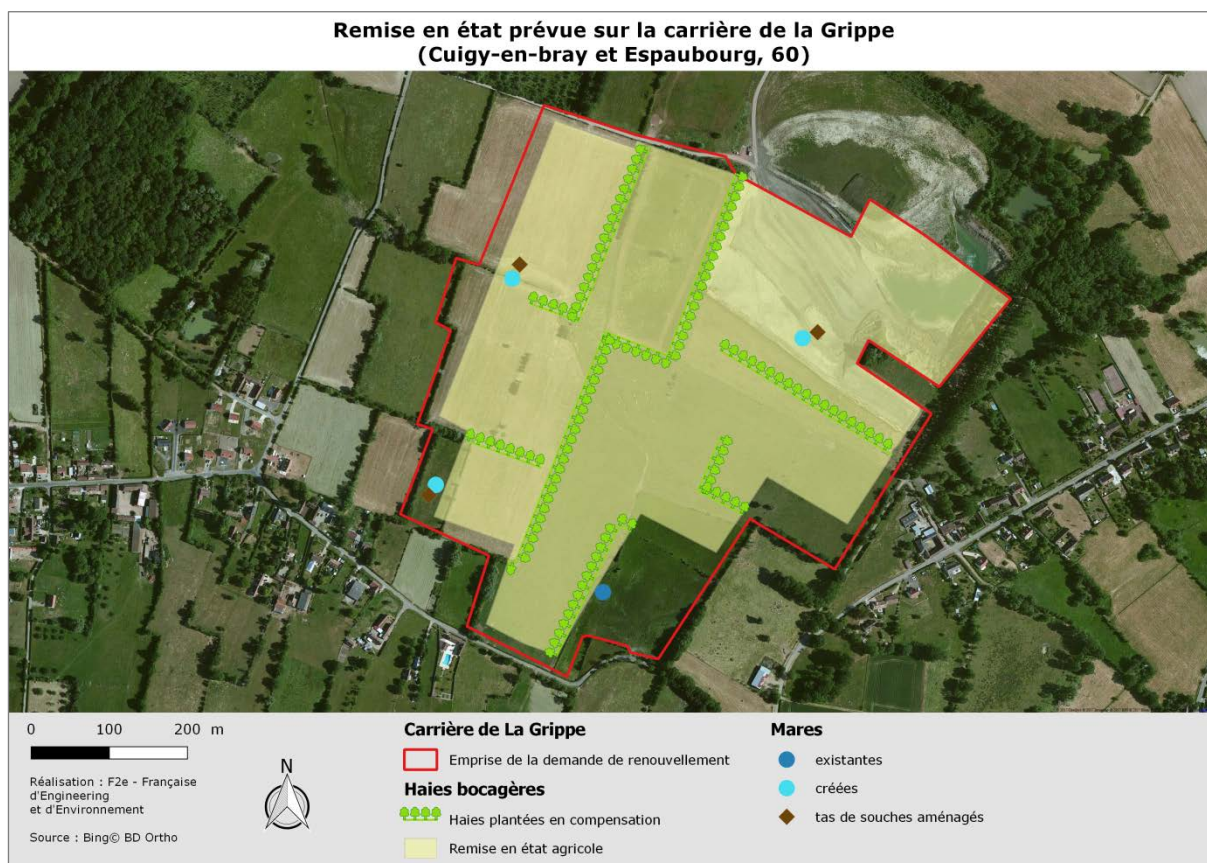 Remise en état prévue sur la carrière de la Grippe
(Cuigy-en-bray et Espaubourg, 60)
0 100 200 m
Réalisation : F2e - Française
d'Engineering
et d'Environnement
Source : Bing© BD Ortho
N
Carrière de La Grippe
Emprise de la demande de renouvellement
Haies bocagères
Haies plantées en compensation
Remise en état agricole
Mares
existantes
créées
tas de souches aménagés